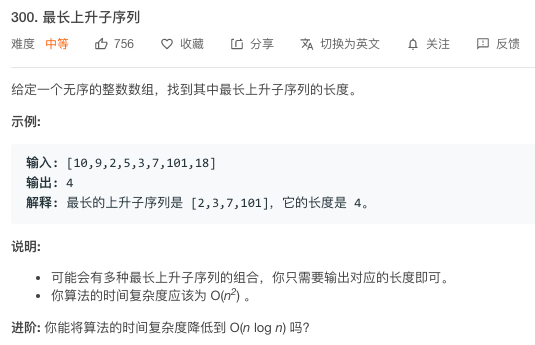 300. 最长上升子序列
难度 中等 756 收藏 分享 切换为英文 关注 反馈
给定一个无序的整数数组，找到其中最长上升子序列的长度。
示例:
输入: [10,9,2,5,3,7,101,18]
输出: 4
解释: 最长的上升子序列是 [2,3,7,101]，它的长度是 4。
说明:
• 可能会有多种最长上升子序列的组合，你只需要输出对应的长度即可。
• 你算法的时间复杂度应该为 O(n²) 。
进阶: 你能将算法的时间复杂度降低到 O(n log n) 吗?